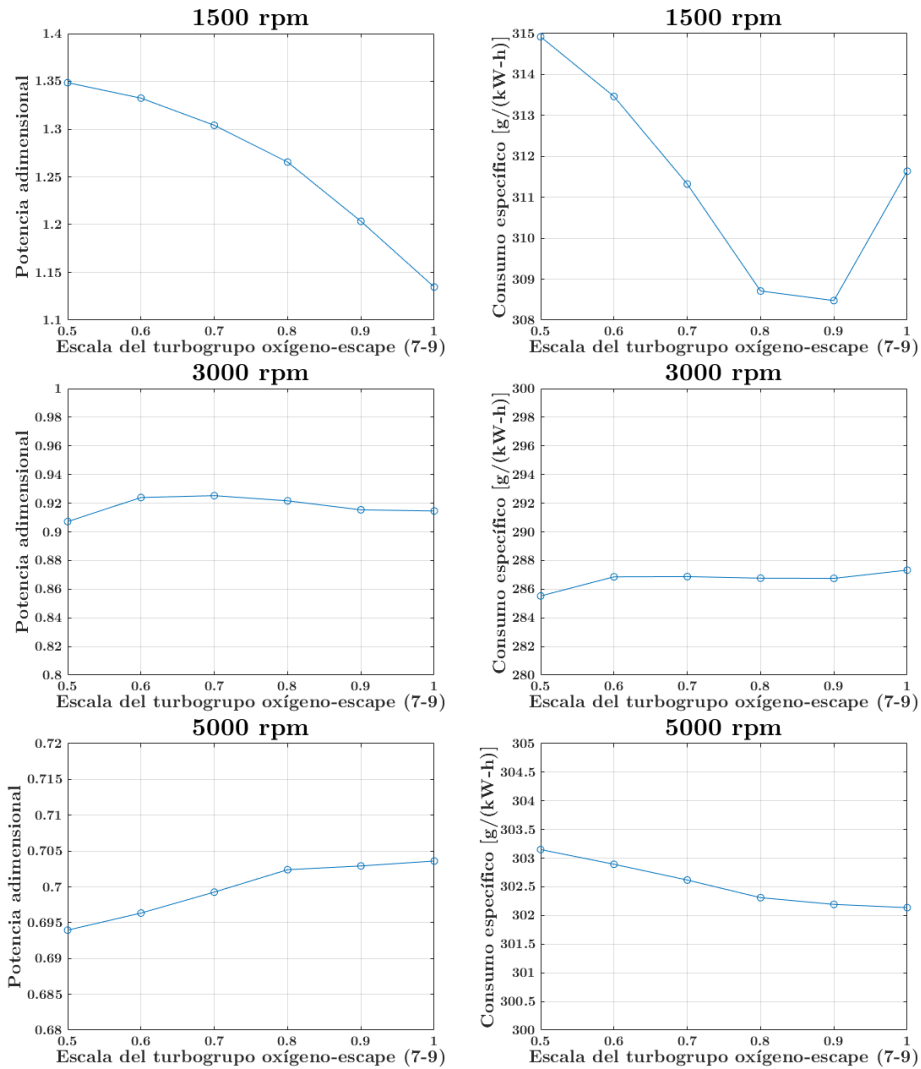 1500 rpm
Potencia adimensional
1.4
1.35
1.3
1.25
1.2
1.15
1.1
0.5 0.6 0.7 0.8 0.9 1
Escala del turbogrupo oxígeno-escape (7-9)
1500 rpm
Consumo específico [g/(kW-h)]
315
314
313
312
311
310
309
308
0.5 0.6 0.7 0.8 0.9 1
Escala del turbogrupo oxígeno-escape (7-9)
3000 rpm
Potencia adimensional
1
0.98
0.96
0.94
0.92
0.9
0.88
0.86
0.84
0.82
0.8
0.5 0.6 0.7 0.8 0.9 1
Escala del turbogrupo oxígeno-escape (7-9)
3000 rpm
Consumo específico [g/(kW-h)]
300
298
296
294
292
290
288
286
284
282
280
0.5 0.6 0.7 0.8 0.9 1
Escala del turbogrupo oxígeno-escape (7-9)
5000 rpm
Potencia adimensional
0.72
0.715
0.71
0.705
0.7
0.695
0.69
0.685
0.68
0.5 0.6 0.7 0.8 0.9 1
Escala del turbogrupo oxígeno-escape (7-9)
5000 rpm
Consumo específico [g/(kW-h)]
305
304.5
304
303.5
303
302.5
302
301.5
301
300.5
300
0.5 0.6 0.7 0.8 0.9 1
Escala del turbogrupo oxígeno-escape (7-9)